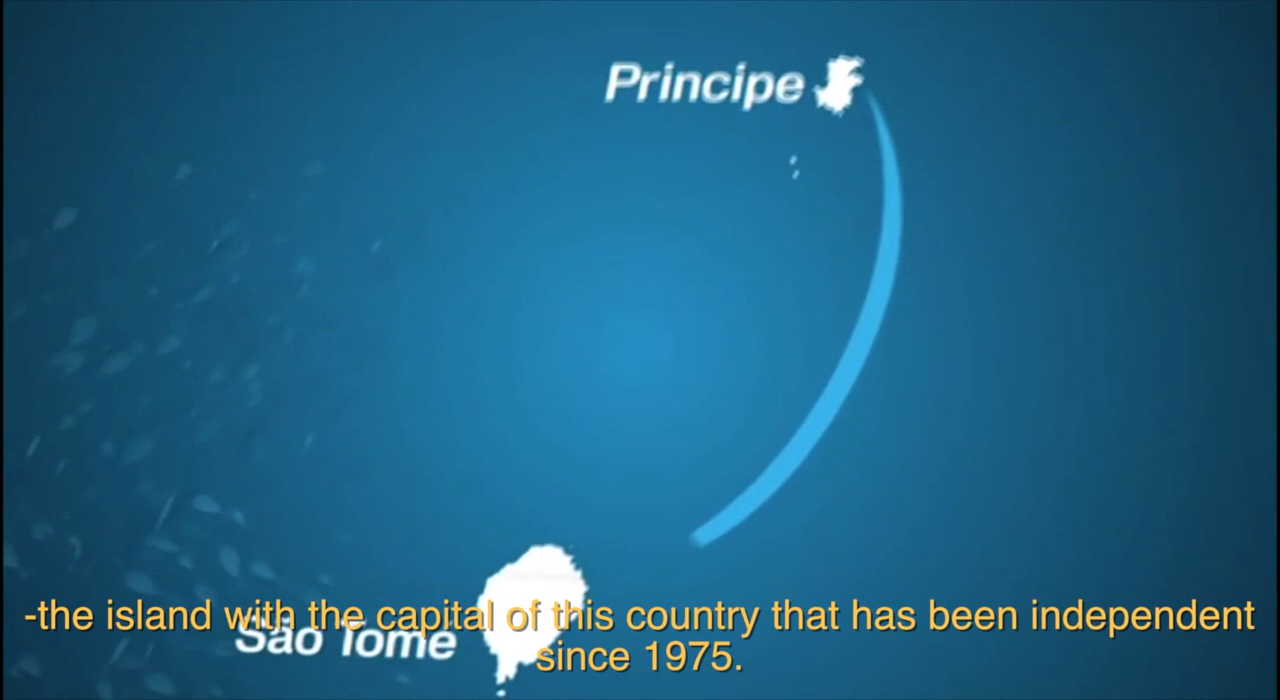 Principe
-the island with the capital of this country that has been independent
São Tomé
since 1975.